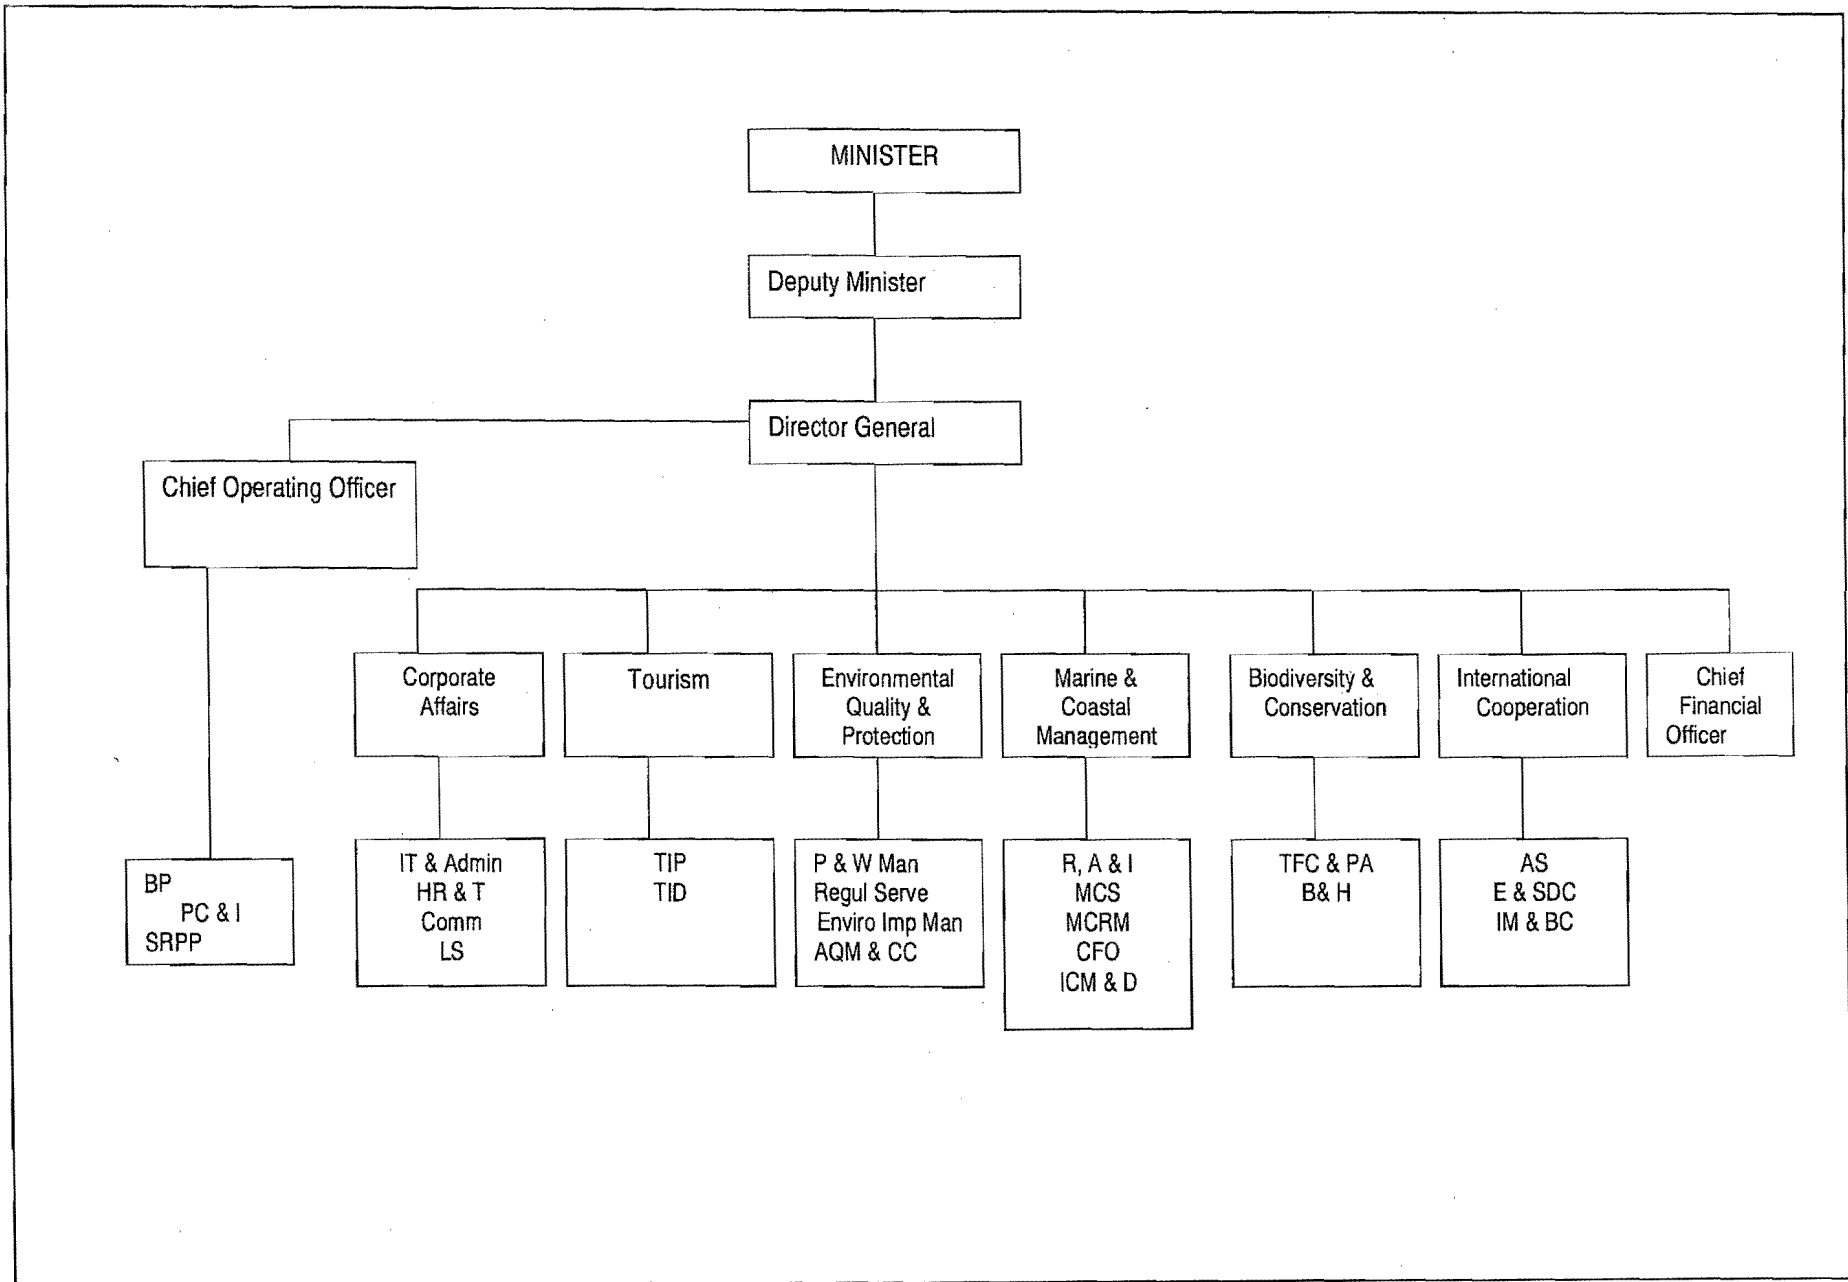 MINISTER
Deputy Minister
Director General
Chief Operating Officer
Corporate
Affairs
Tourism
Environmental
Quality &
Protection
Marine &
Coastal
Management
Biodiversity &
Conservation
International
Cooperation
Chief
Financial
Officer
BP
PC & I
SRPP
IT & Admin
HR & T
Comm
LS
TIP
TID
P & W Man
Regul Serve
Enviro Imp Man
AQM & CC
R, A & I
MCS
MCRM
CFO
ICM & D
TFC & PA
B& H
AS
E & SDC
IM & BC